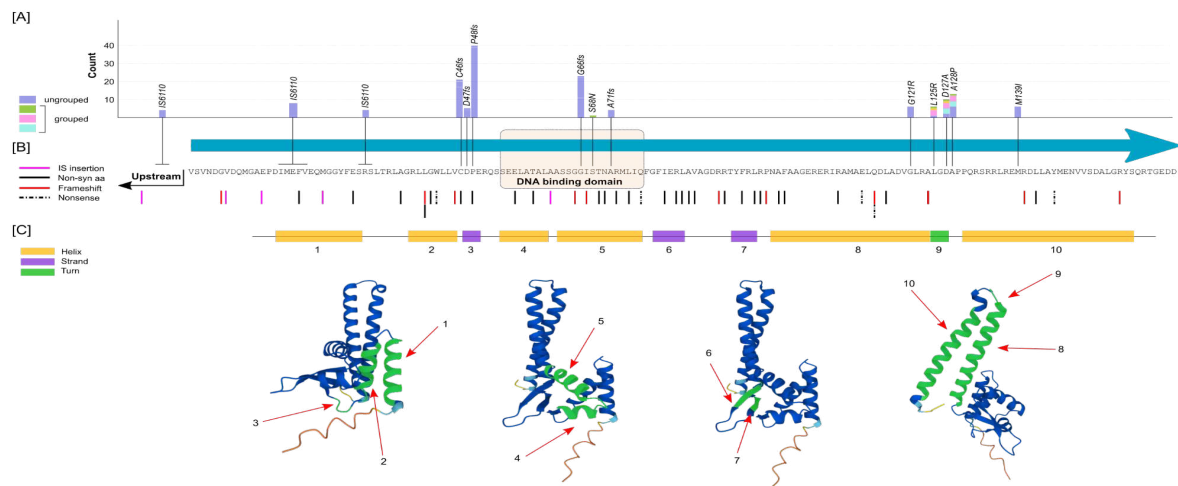 [A]
Count
40
30
20
10
ungrouped
grouped
IS6110
IS6110
IS6110
C46fs
D47fs
P48fs
G66fs
S68N
A71fs
G121R
L125R
D127A
A128P
M139I
[B]
Upstream
VSVNDGVDQMGAEPDIMEFVEQMGGYFESRSLTRLAGRLLGWLLVCDPERQSSEELATALAASSGGISTNARMLIQFGFIERLAVAGDRRTYFRLRPNAFAAGERERIRAMAELQDLADVGLRALGDAPPQRSRRLREMRDLLAYMENVVSDALGRYSQRTGEDD
DNA binding domain
IS insertion
Non-syn aa
Frameshift
Nonsense
[C]
Helix
Strand
Turn
1 2 3 4 5 6 7 8 9 10
1
2
3
4
5
6
7
8
9
10